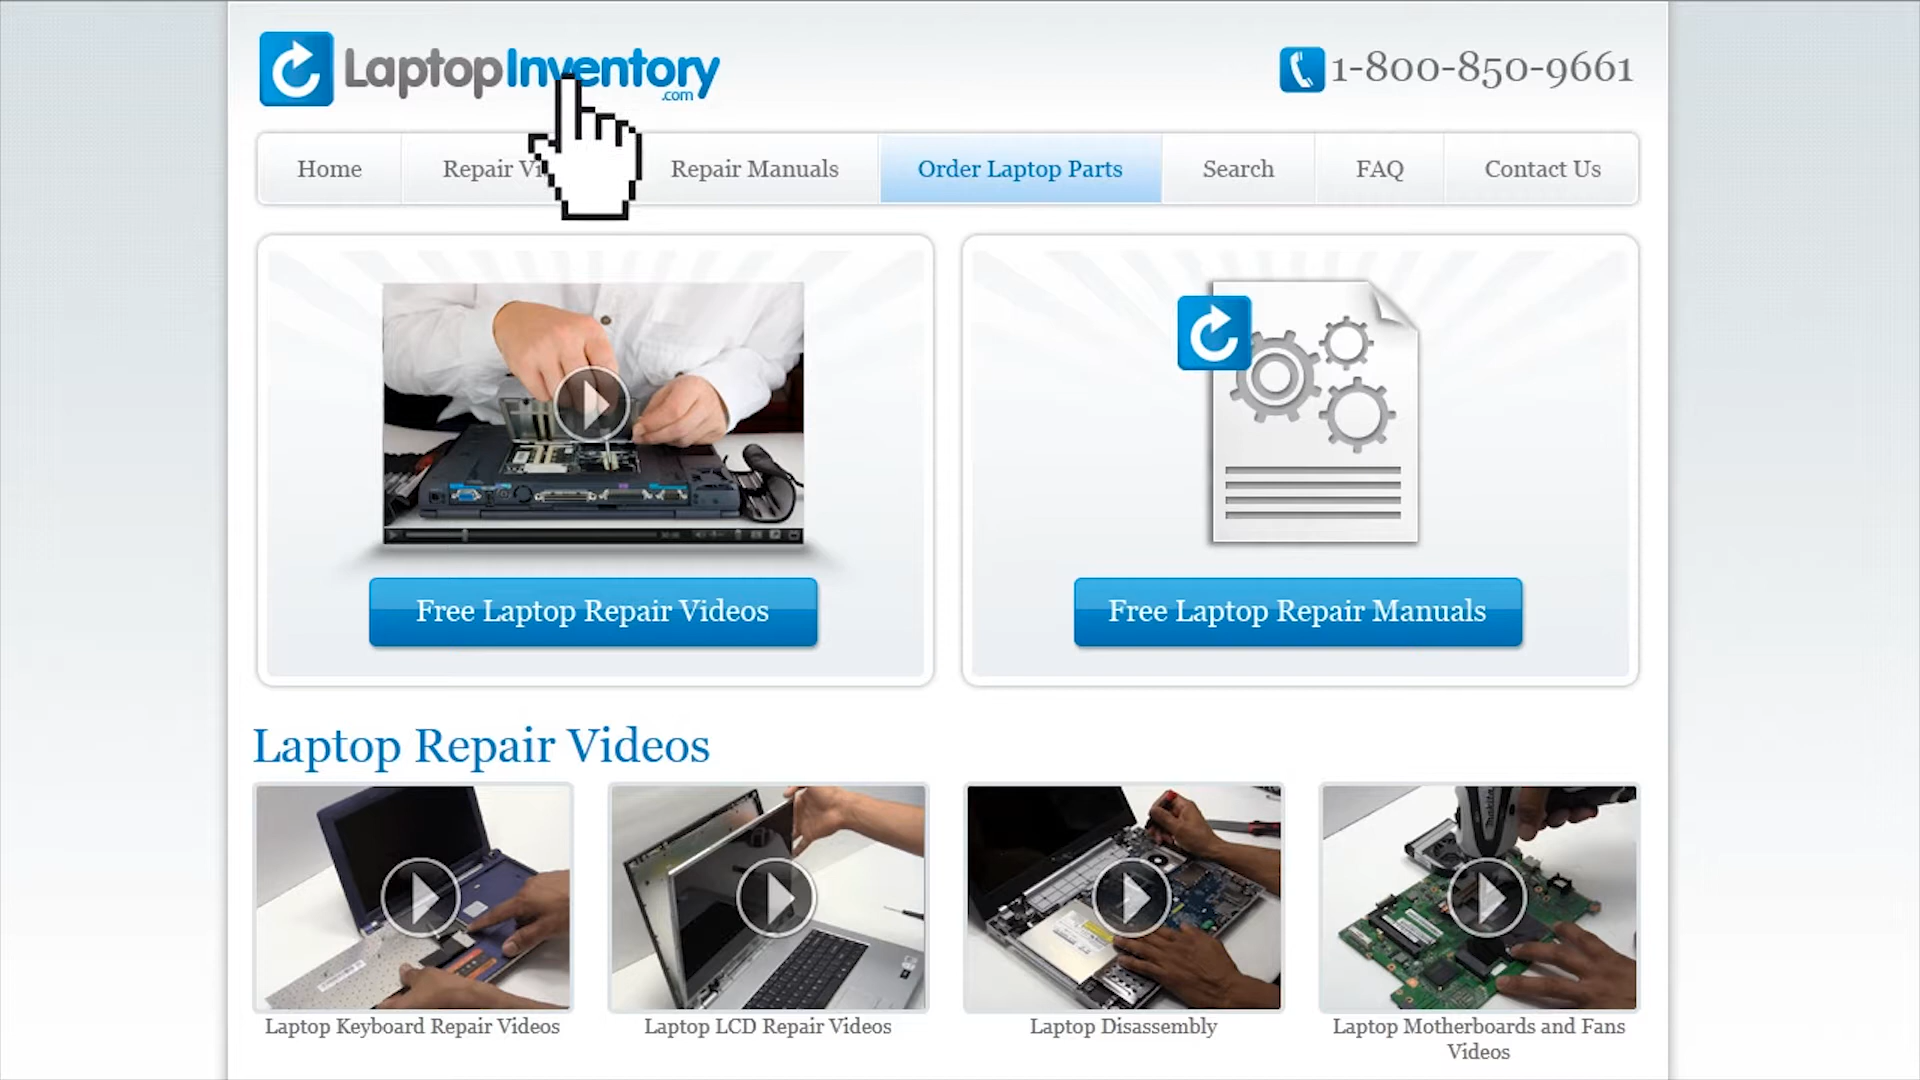 LaptopInventory
.com
1-800-850-9661
Home
Repair Vi
Repair Manuals
Order Laptop Parts
Search
FAQ
Contact Us
Free Laptop Repair Videos
Free Laptop Repair Manuals
Laptop Repair Videos
Laptop Keyboard Repair Videos
Laptop LCD Repair Videos
Laptop Disassembly
Laptop Motherboards and Fans
Videos